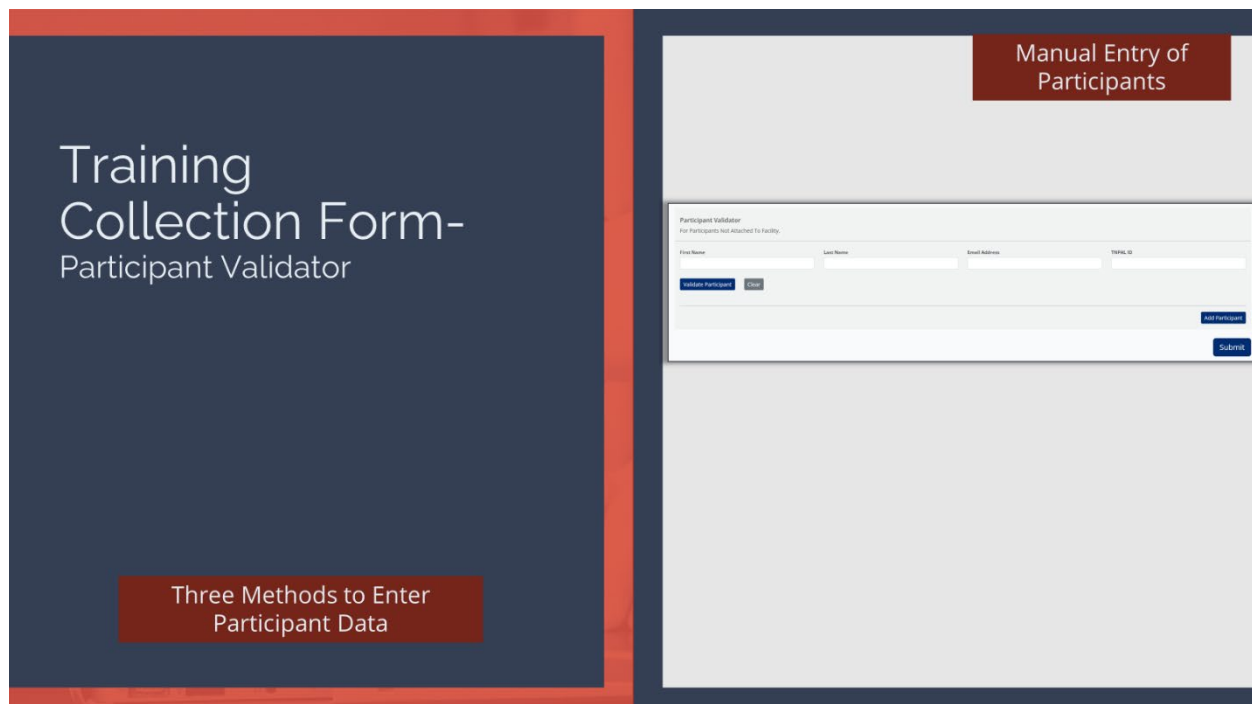 Training
Collection Form-
Participant Validator
Three Methods to Enter
Participant Data
Manual Entry of
Participants
Participant Validator
For Participants Not Attached To Facility.
First Name
Last Name
Email Address
TNPAL ID
Validate Participant
Clear
Add Participant
Submit